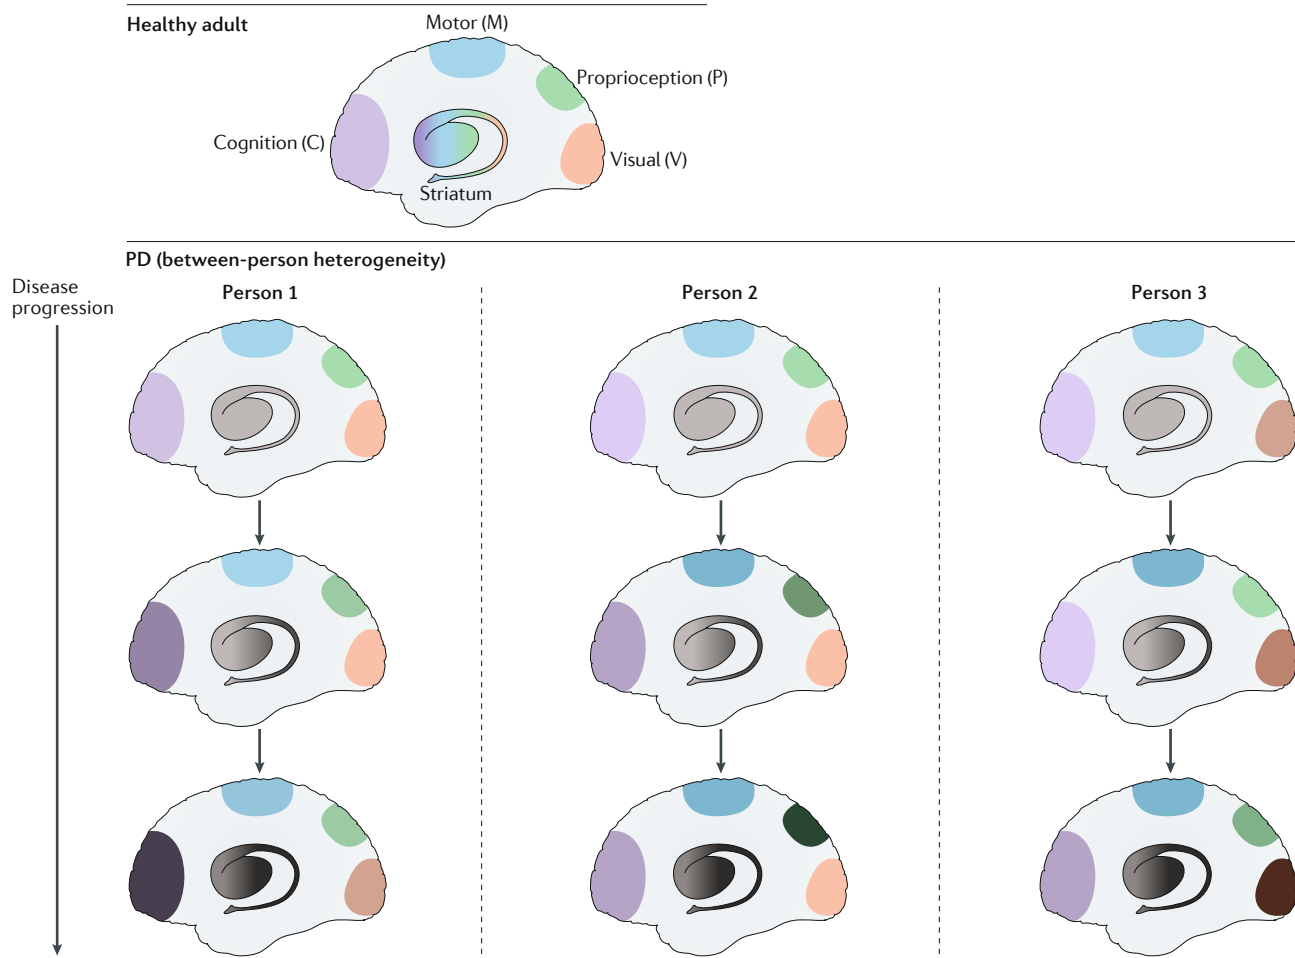 Healthy adult
Motor (M)
Proprioception (P)
Cognition (C)
Visual (V)
Striatum
PD (between-person heterogeneity)
Disease
progression
Person 1
Person 2
Person 3